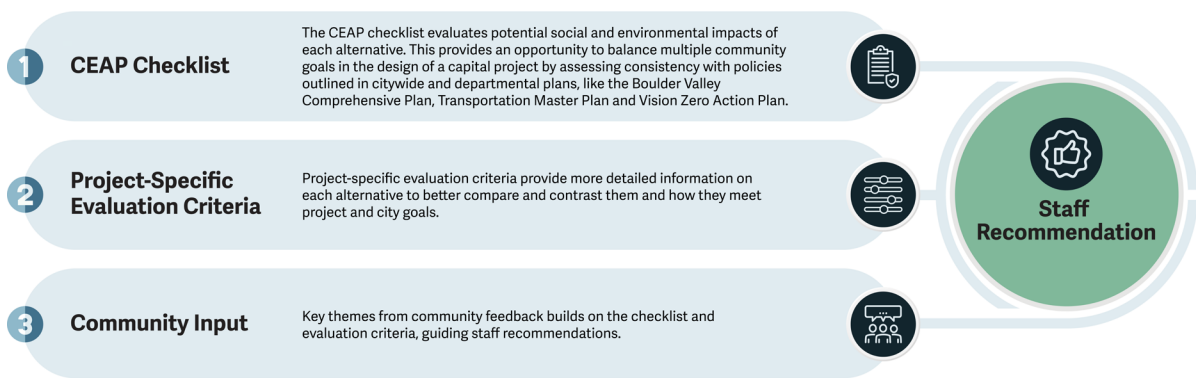 1
CEAP Checklist
The CEAP checklist evaluates potential social and environmental impacts of
each alternative. This provides an opportunity to balance multiple community
goals in the design of a capital project by assessing consistency with policies
outlined in citywide and departmental plans, like the Boulder Valley
Comprehensive Plan, Transportation Master Plan and Vision Zero Action Plan.
2
Project-Specific
Evaluation Criteria
Project-specific evaluation criteria provide more detailed information on
each alternative to better compare and contrast them and how they meet
project and city goals.
3
Community Input
Key themes from community feedback builds on the checklist and
evaluation criteria, guiding staff recommendations.
Staff
Recommendation